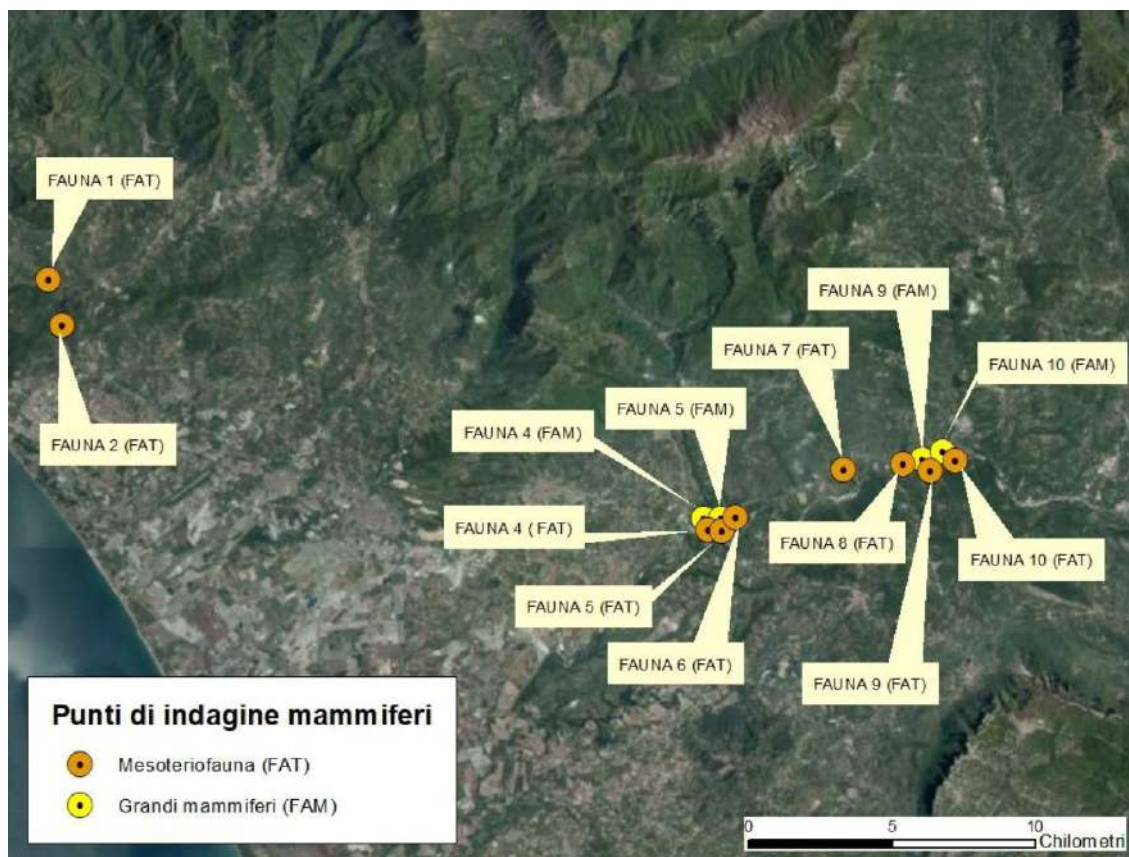 FAUNA 1 (FAT)
FAUNA 9 (FAM)
FAUNA 7 (FAT)
FAUNA 10 (FAM)
FAUNA 5 (FAM)
FAUNA 4 (FAM)
FAUNA 2 (FAT)
FAUNA 4 ( FAT)
FAUNA 8 (FAT)
FAUNA 10 (FAT)
FAUNA 5 (FAT)
FAUNA 6 (FAT)
FAUNA 9 (FAT)
Punti di indagine mammiferi
Mesoteriofauna (FAT)
Grandi mammiferi (FAM)
0 5 10
Chilometri